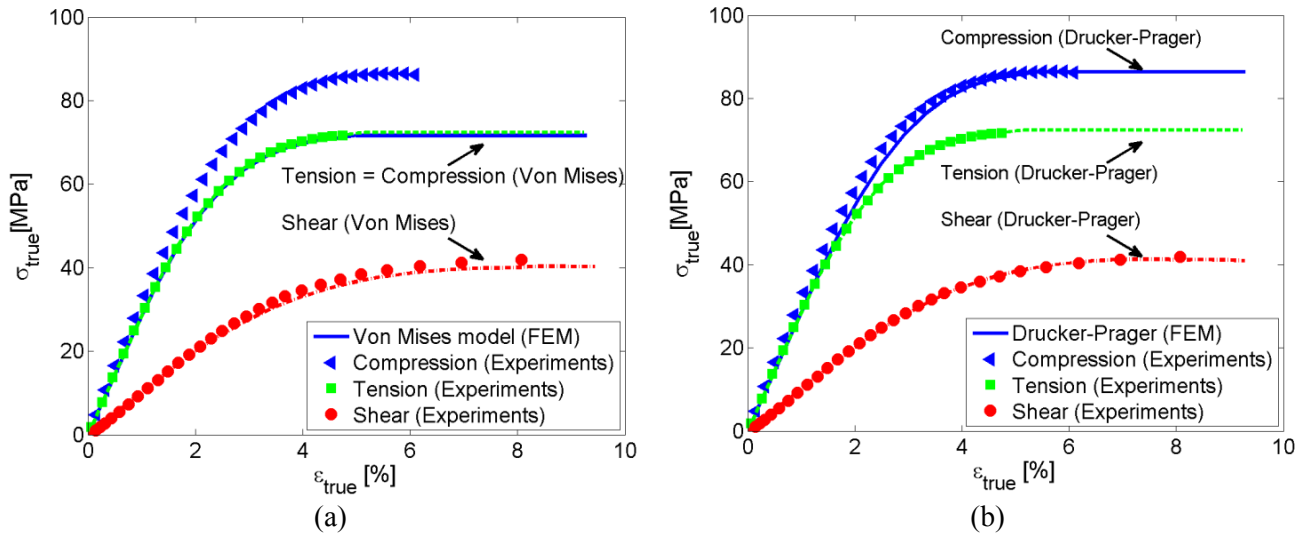 100
80
60
40
20
0
σtrue[MPa]
Tension = Compression (Von Mises)
Shear (Von Mises)
Von Mises model (FEM)
Compression (Experiments)
Tension (Experiments)
Shear (Experiments)
0 2 4 6 8 10
εtrue [%]
(a)
100
80
60
40
20
0
σtrue[MPa]
Compression (Drucker-Prager)
Tension (Drucker-Prager)
Shear (Drucker-Prager)
Drucker-Prager (FEM)
Compression (Experiments)
Tension (Experiments)
Shear (Experiments)
0 2 4 6 8 10
εtrue [%]
(b)